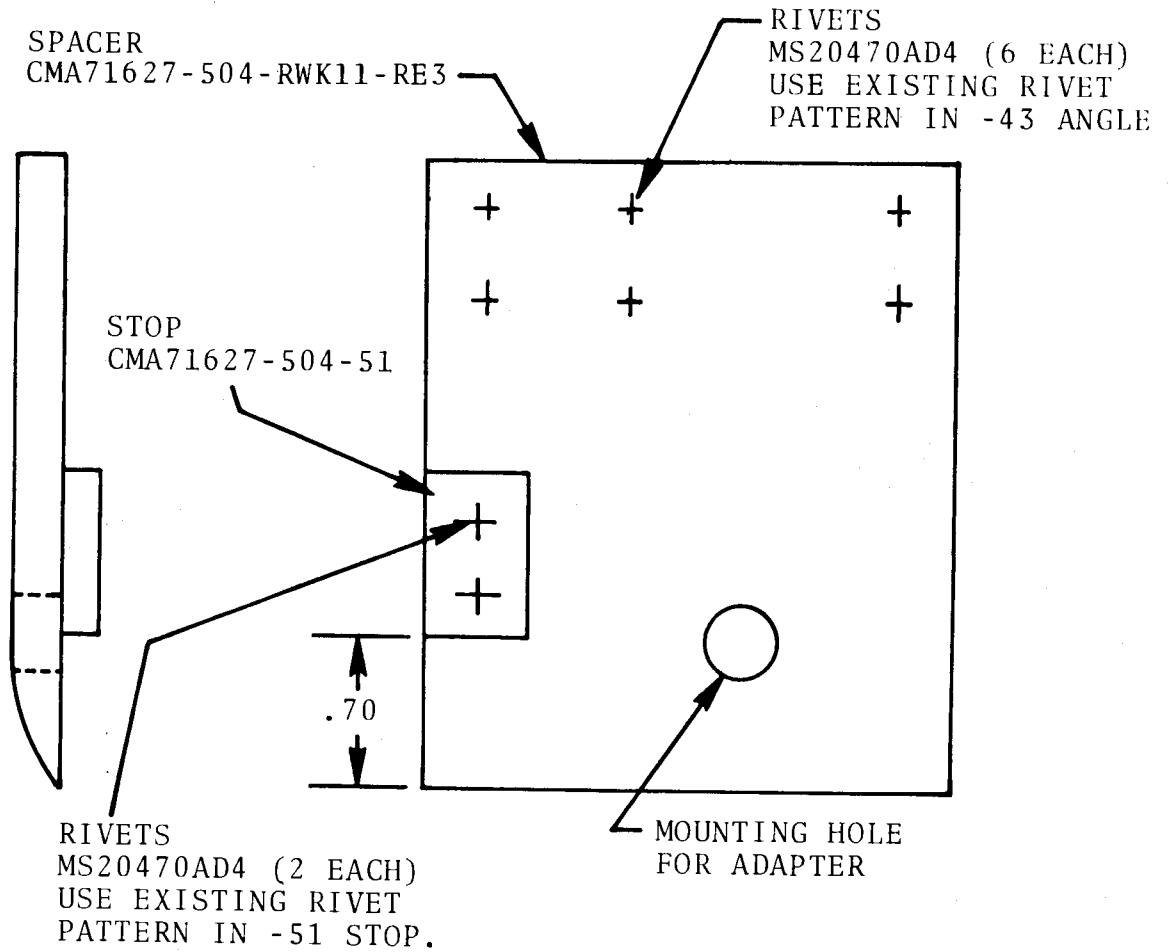 SPACER
CMA71627-504-RWK11-RE3
RIVETS
MS20470AD4 (6 EACH)
USE EXISTING RIVET
PATTERN IN -43 ANGLE
STOP
CMA71627-504-51
.70
RIVETS
MS20470AD4 (2 EACH)
USE EXISTING RIVET
PATTERN IN -51 STOP.
MOUNTING HOLE
FOR ADAPTER